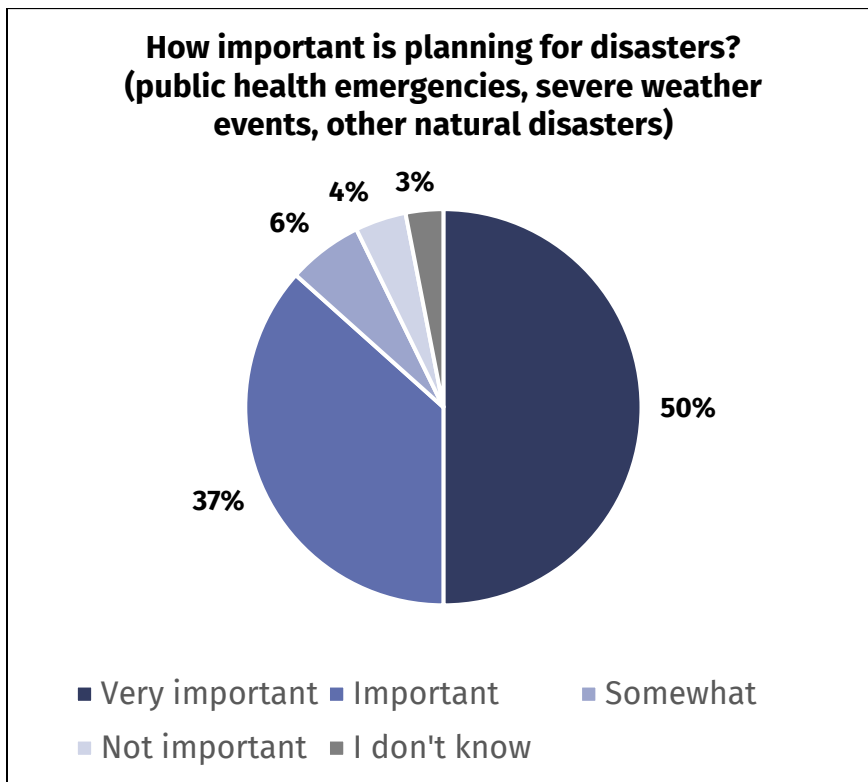 How important is planning for disasters?
(public health emergencies, severe weather
events, other natural disasters)
3%
4%
6%
50%
37%
Very important
Important
Somewhat
Not important
I don't know